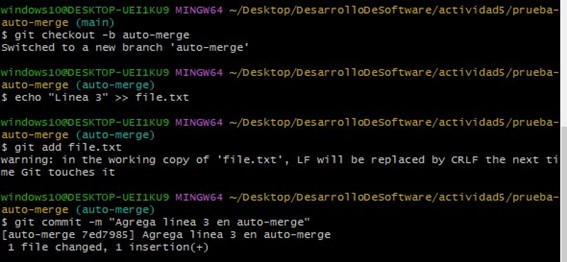 windows10@DESKTOP-UEI1KU9 MINGW64 ~/Desktop/DesarrolloDeSoftware/actividad5/prueba-
auto-merge (main)
$ git checkout -b auto-merge
Switched to a new branch 'auto-merge'
windows10@DESKTOP-UEI1KU9 MINGW64 ~/Desktop/DesarrolloDeSoftware/actividad5/prueba-
auto-merge (auto-merge)
$ echo "Linea 3" >> file.txt
windows10@DESKTOP-UEI1KU9 MINGW64 ~/Desktop/DesarrolloDeSoftware/actividad5/prueba-
auto-merge (auto-merge)
$ git add file.txt
warning: in the working copy of 'file.txt', LF will be replaced by CRLF the next ti
me Git touches it
windows10@DESKTOP-UEI1KU9 MINGW64 ~/Desktop/DesarrolloDeSoftware/actividad5/prueba-
auto-merge (auto-merge)
$ git commit -m "Agrega linea 3 en auto-merge"
[auto-merge 7ed7985] Agrega linea 3 en auto-merge
 1 file changed, 1 insertion(+)